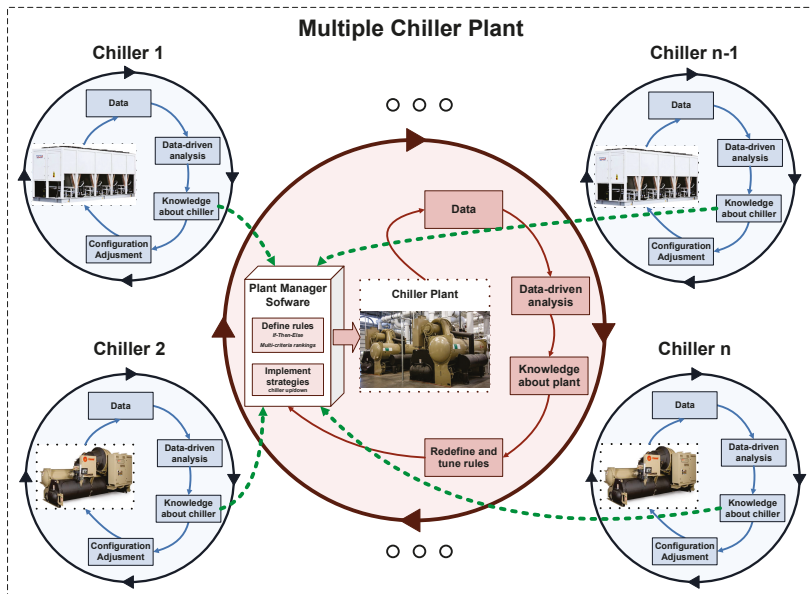 Multiple Chiller Plant
Chiller 1
Data
Data-driven
analysis
Knowledge
about chiller
Configuration
Adjusment
Chiller n-1
Data
Data-driven
analysis
Knowledge
about chiller
Configuration
Adjusment
Data
Data-driven
analysis
Knowledge
about plant
Redefine and
tune rules
Chiller Plant
Plant Manager
Sofware
Define rules
If-Then-Else
Multi-criteria rankings
Implement
strategies
chiller up/down
Chiller 2
Data
Data-driven
analysis
Knowledge
about chiller
Configuration
Adjusment
Chiller n
Data
Data-driven
analysis
Knowledge
about chiller
Configuration
Adjusment